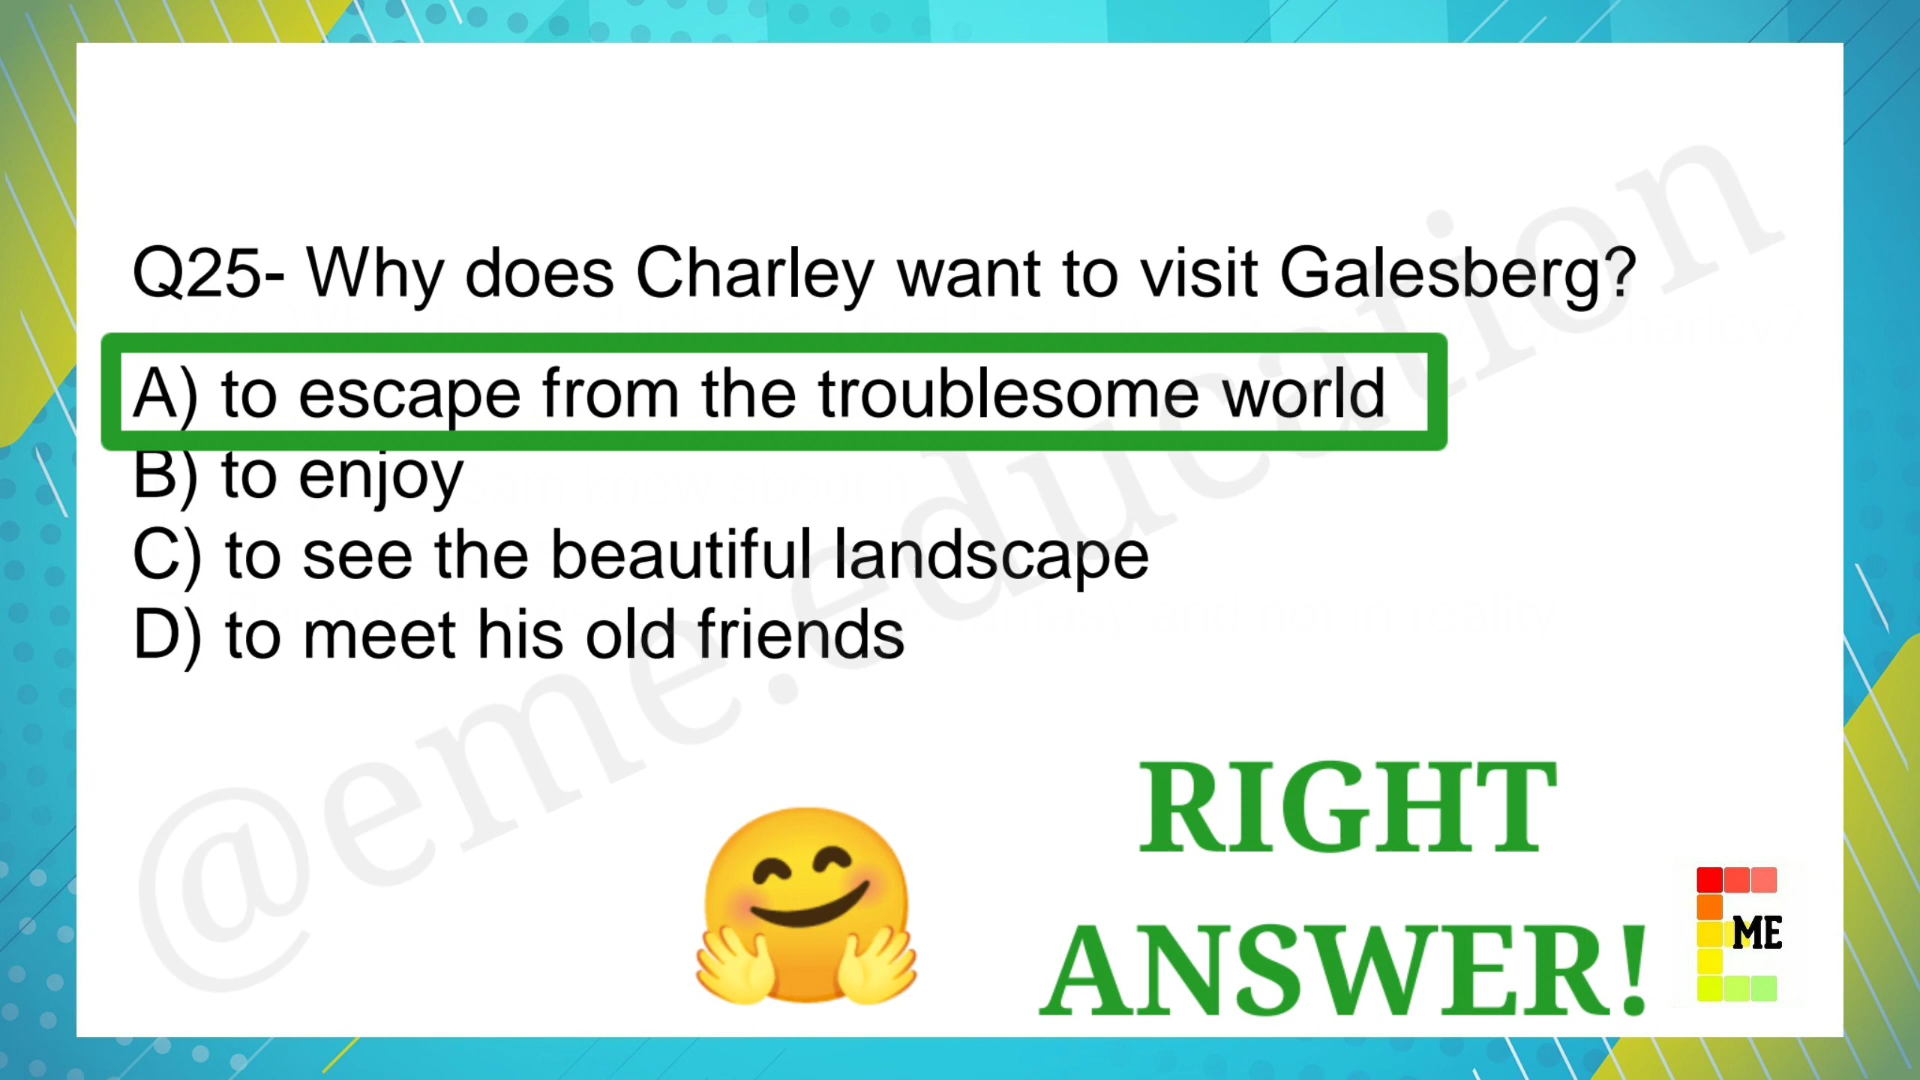 Q25- Why does Charley want to visit Galesberg?
A) to escape from the troublesome world
B) to enjoy
C) to see the beautiful landscape
D) to meet his old friends
@eme.education
RIGHT
ANSWER!
ME